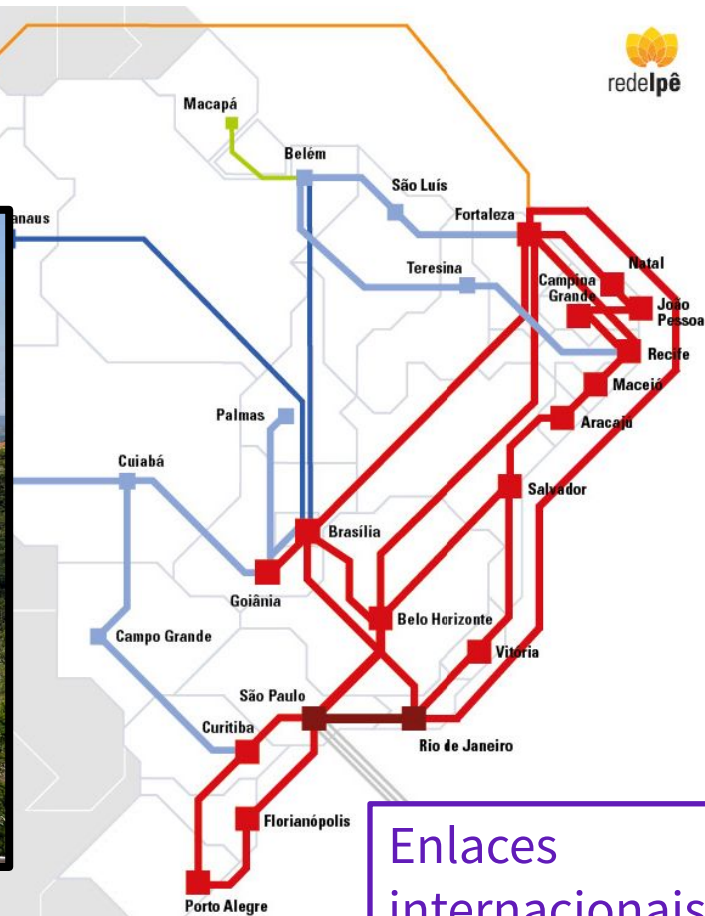 redeIpê
Macapá
Belém
São Luís
anaus
Fortaleza
Natal
Teresina
Campina
Grande
João
Pessoa
Recife
Maceió
Palmas
Aracaju
Cuiabá
Salvador
Brasília
Goiânia
Belo Horizonte
Campo Grande
Vitória
São Paulo
Curitiba
Rio de Janeiro
Florianópolis
Enlaces
internacionais
Porto Alegre